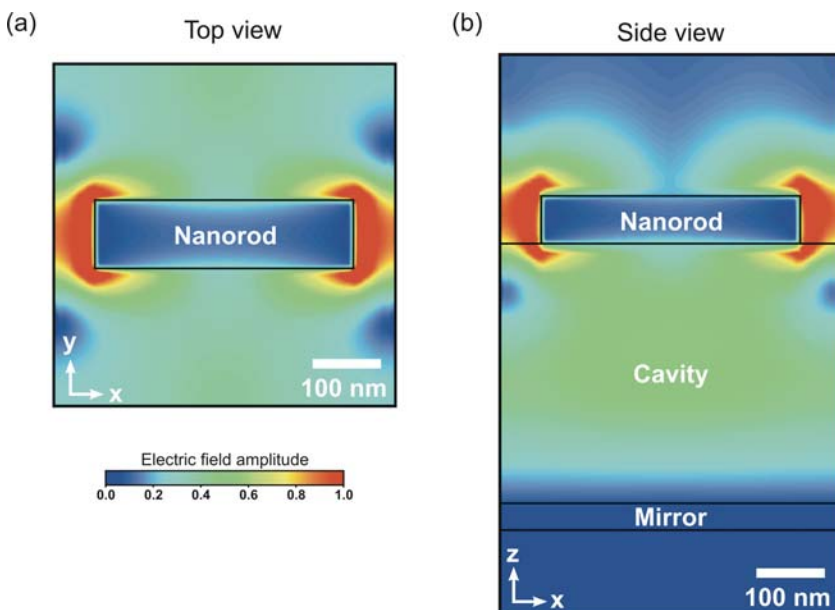 (a)
Top view
Nanorod
y
x
100 nm
Electric field amplitude
0.0 0.2 0.4 0.6 0.8 1.0
(b)
Side view
Nanorod
Cavity
Mirror
z
x
100 nm